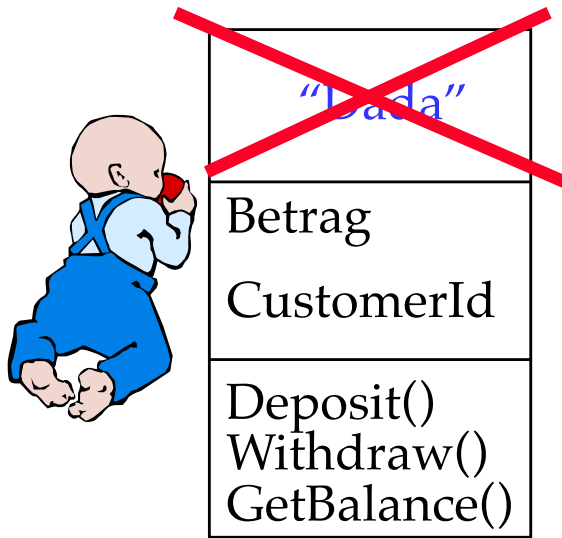 “Dada”
Betrag
CustomerId
Deposit()
Withdraw()
GetBalance()